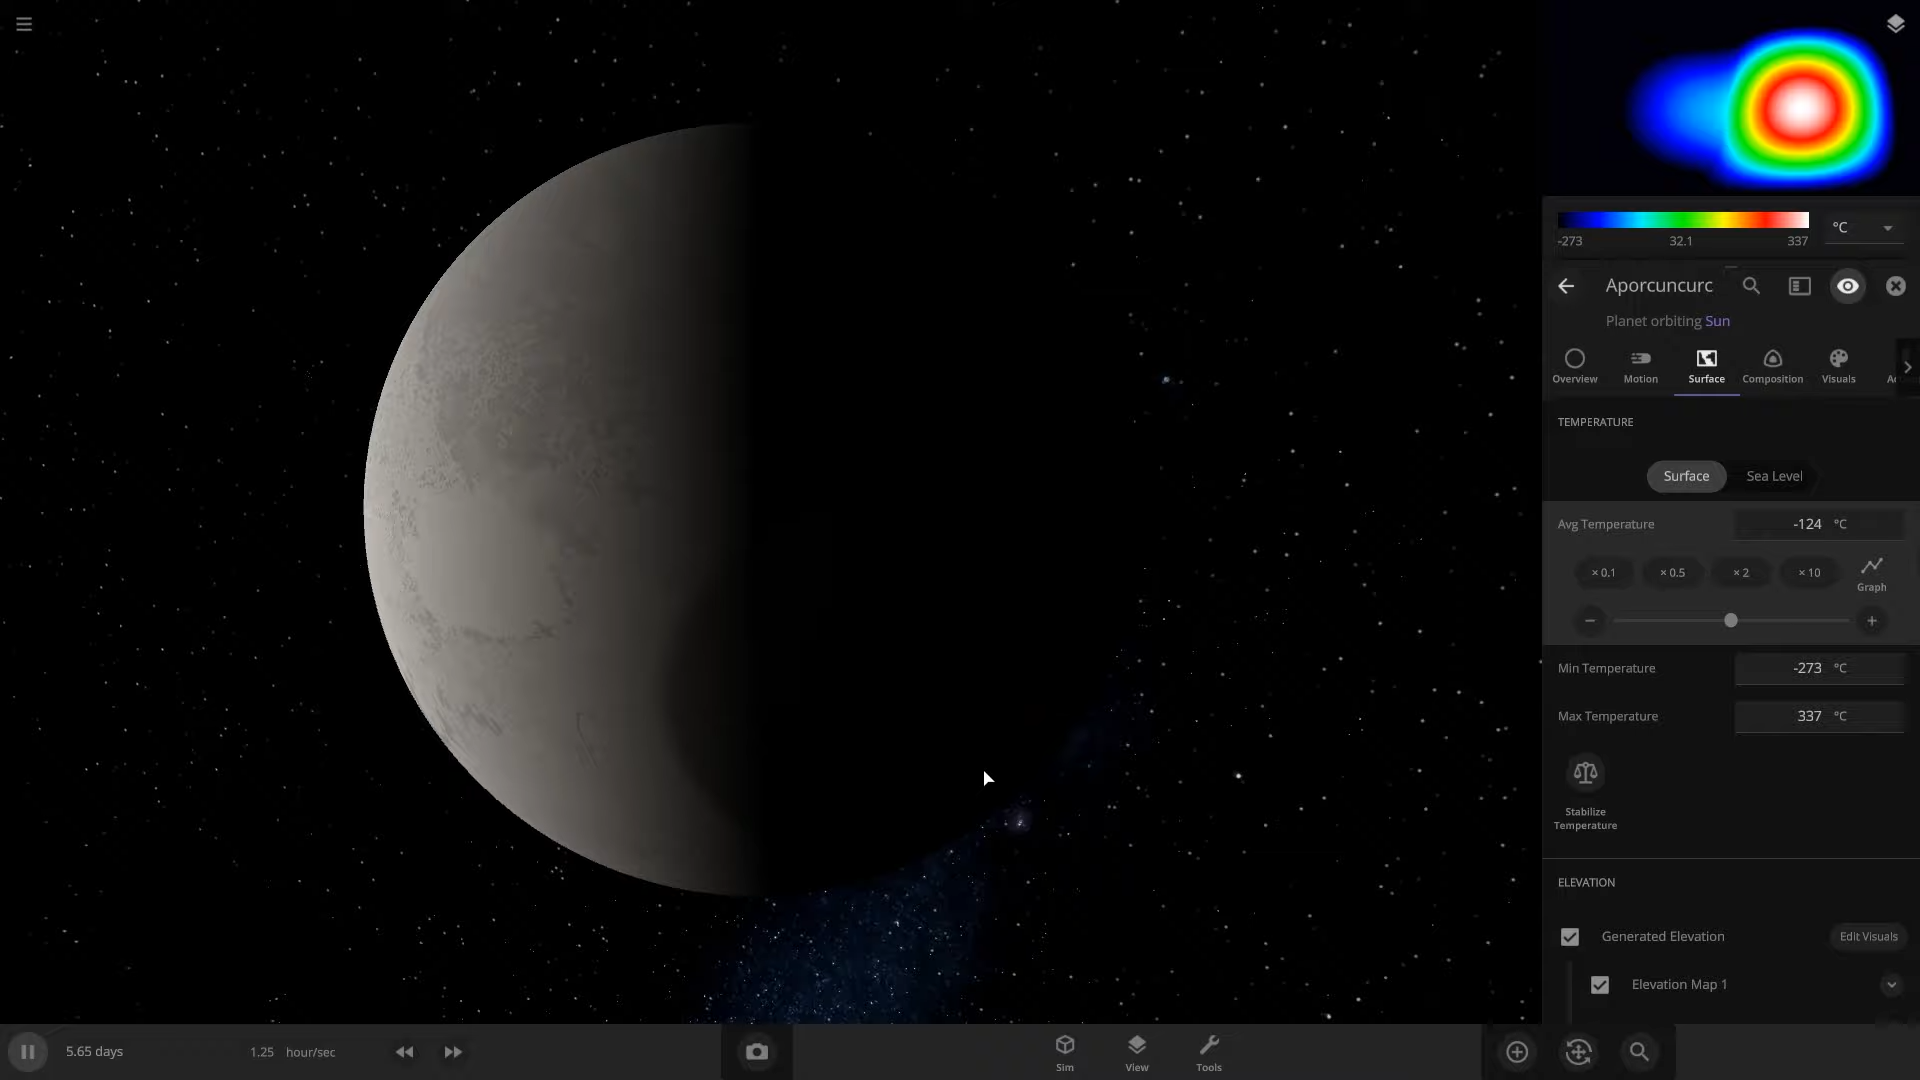 -273 32.1 337 °C
Aporcuncurc
Planet orbiting Sun
Overview Motion Surface Composition Visuals
TEMPERATURE
Surface Sea Level
Avg Temperature -124 °C
× 0.1 × 0.5 × 2 × 10 Graph
Min Temperature -273 °C
Max Temperature 337 °C
Stabilize
Temperature
ELEVATION
Generated Elevation Edit Visuals
Elevation Map 1
5.65 days 1.25 hour/sec Sim View Tools